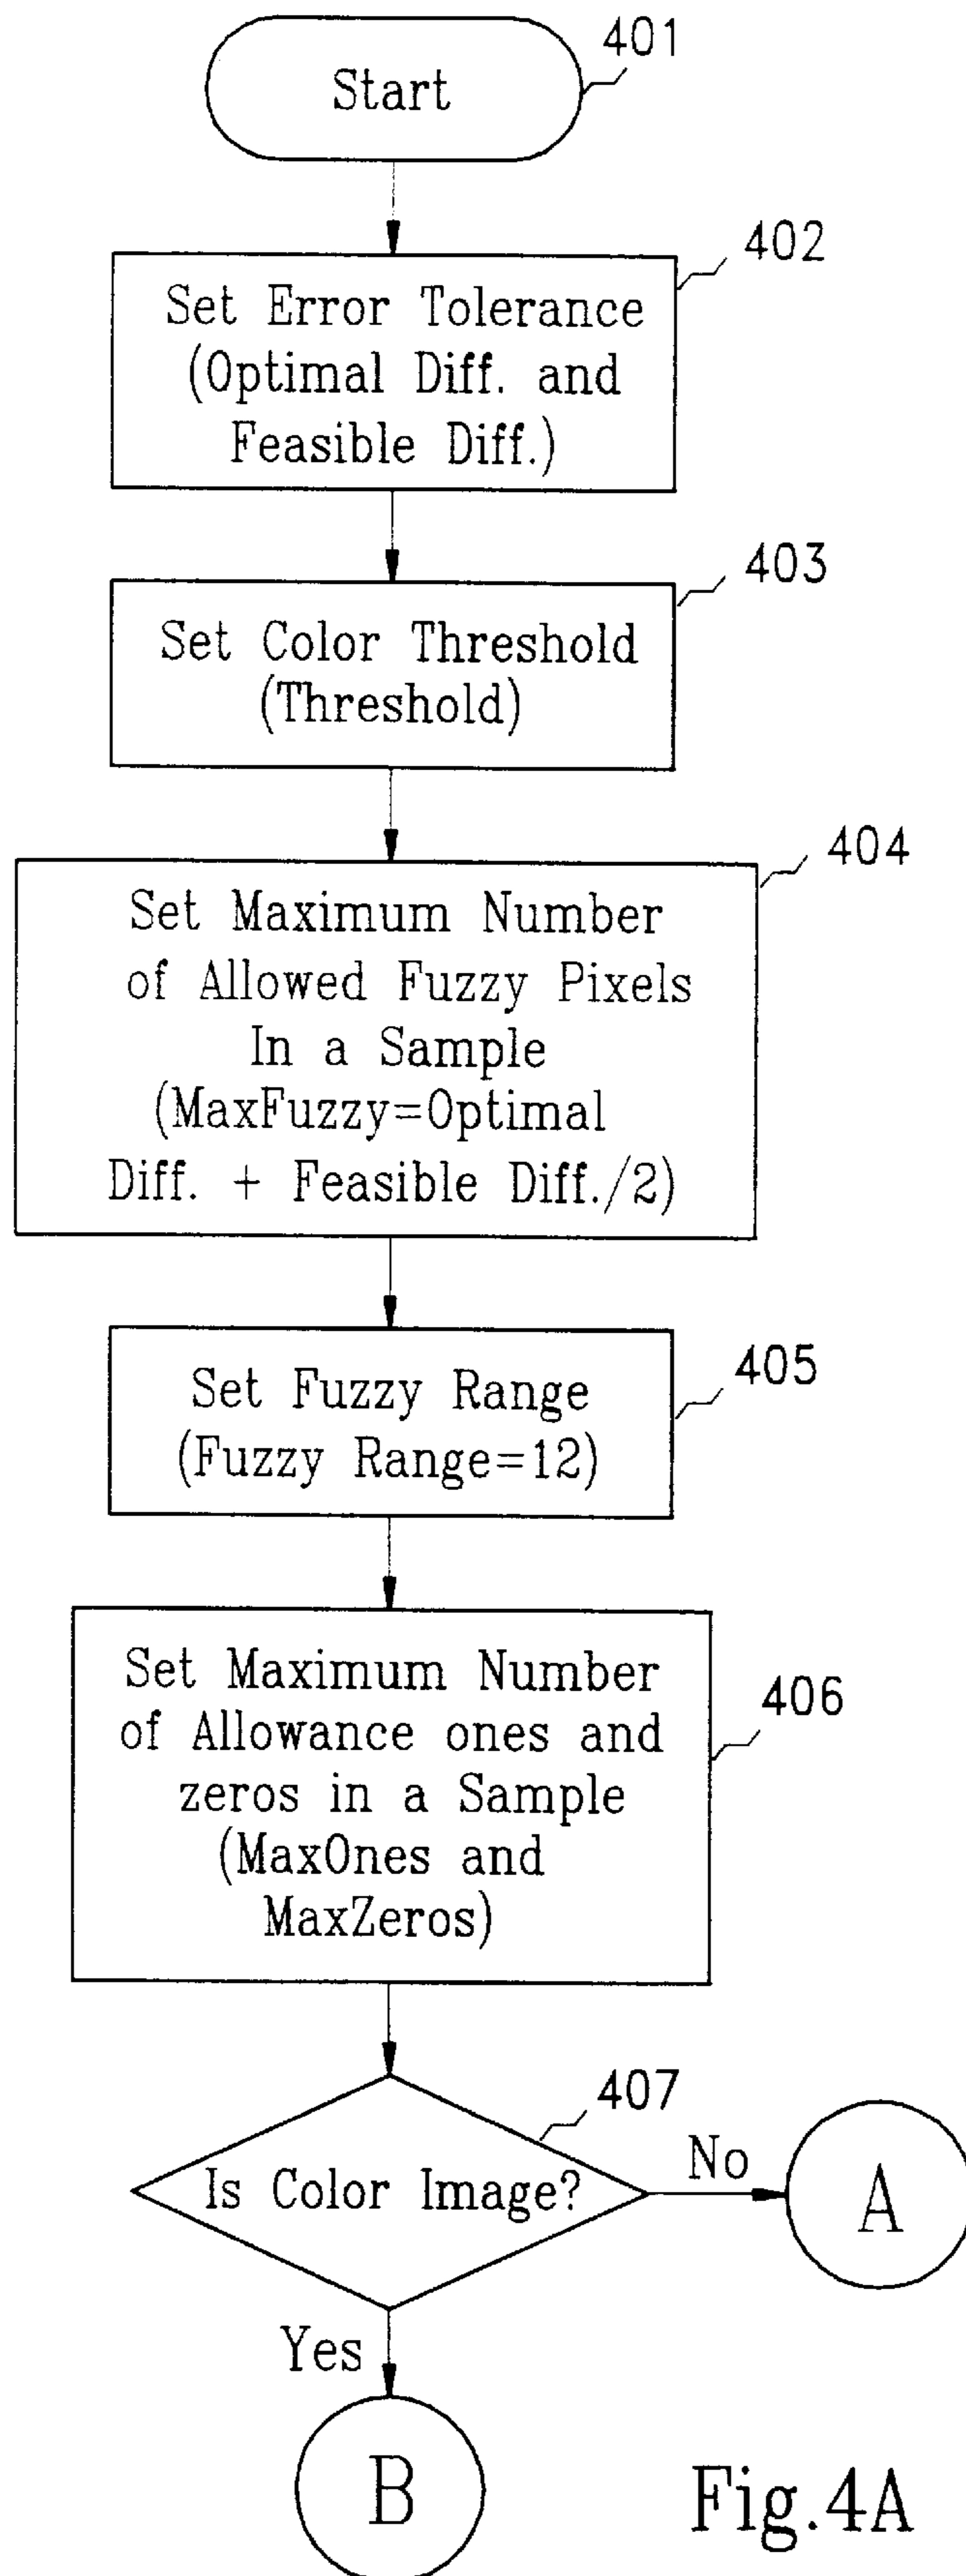 401
Start
402
Set Error Tolerance
(Optimal Diff. and
Feasible Diff.)
403
Set Color Threshold
(Threshold)
404
Set Maximum Number
of Allowed Fuzzy Pixels
In a Sample
(MaxFuzzy=Optimal
Diff. + Feasible Diff./2)
405
Set Fuzzy Range
(Fuzzy Range=12)
406
Set Maximum Number
of Allowance ones and
zeros in a Sample
(MaxOnes and
MaxZeros)
407
Is Color Image?
No
A
Yes
B
Fig.4A